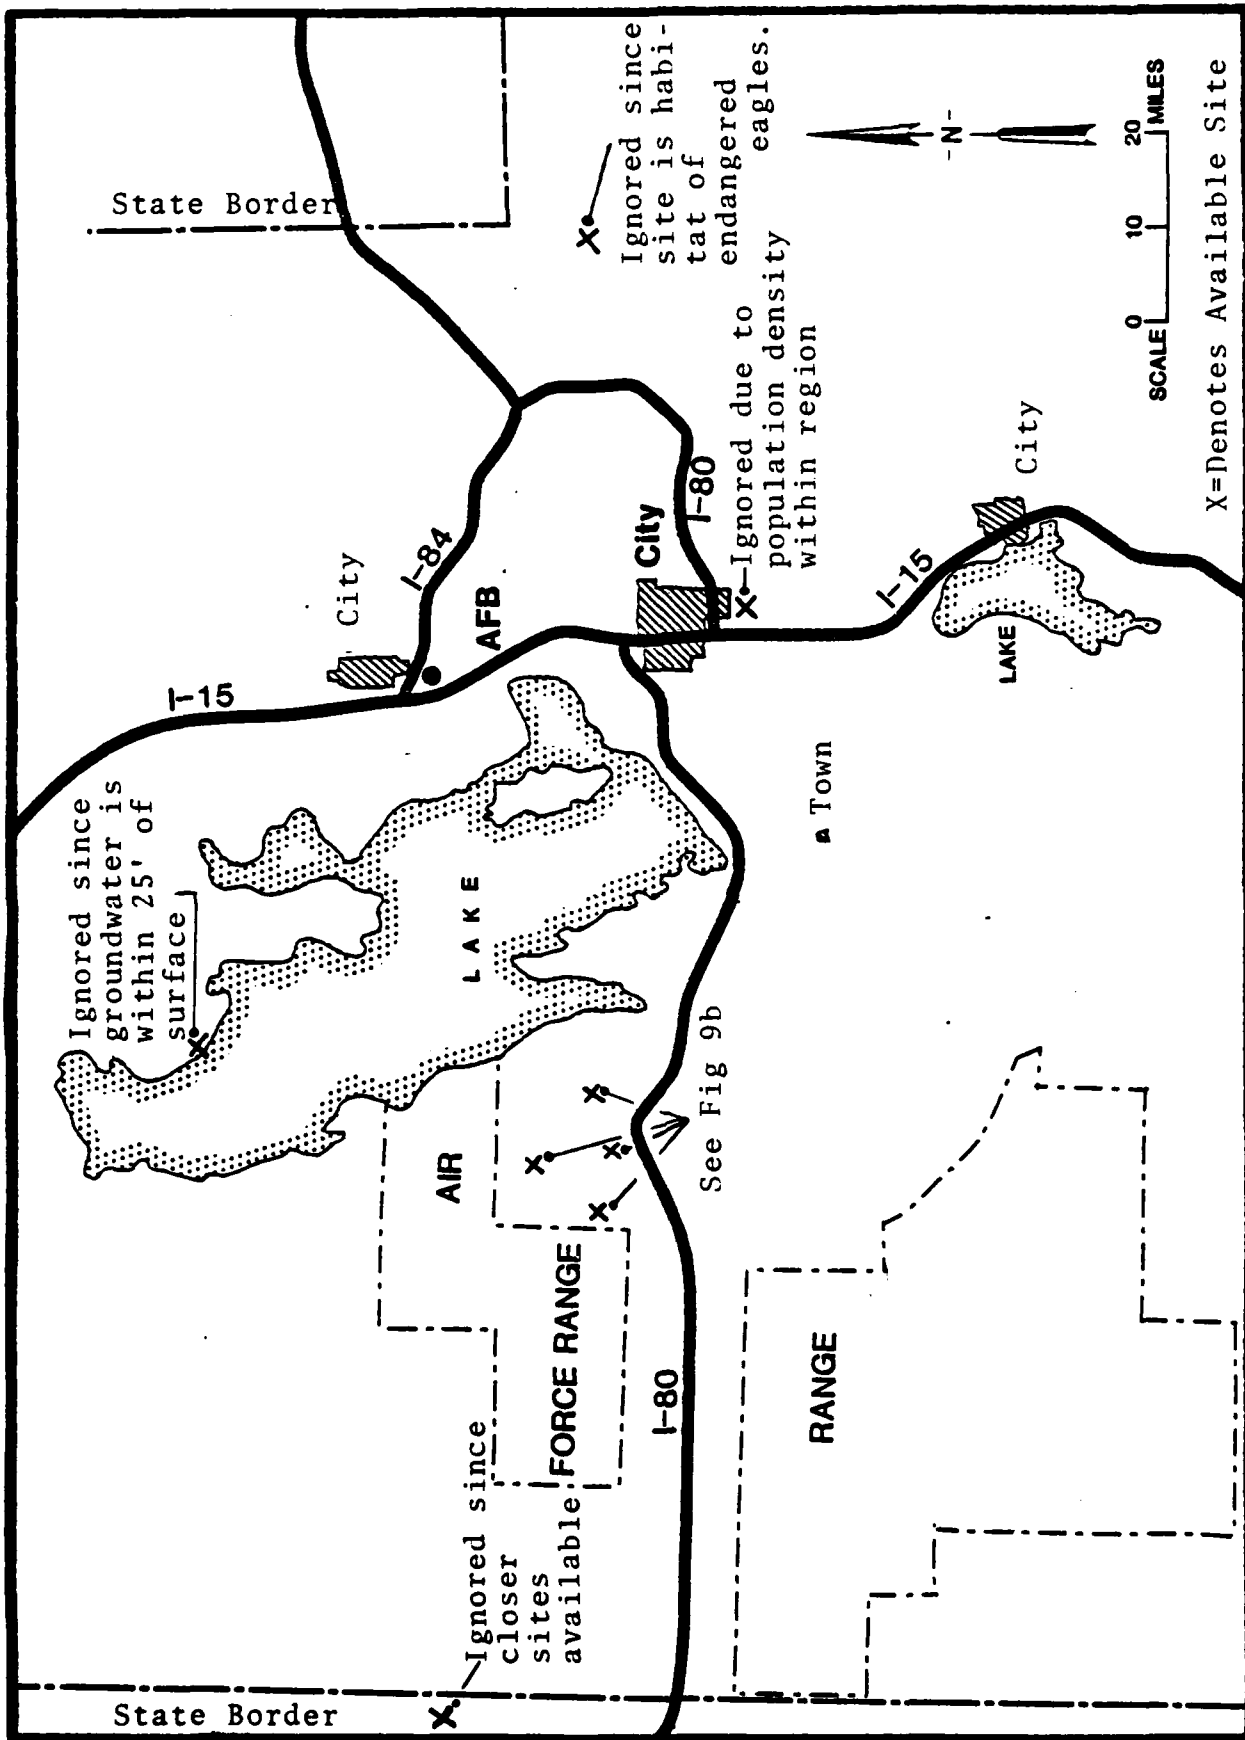 State Border
Ignored since
site is habi-
tat of
endangered
eagles.
Ignored since
groundwater is
within 25' of
surface
I-15
City
I-84
AFB
City
I-80
Ignored due to
population density
within region
LAKE
AIR
FORCE RANGE
See Fig 9b
I-80
Town
I-15
City
LAKE
RANGE
Ignored since
closer
sites
available
State Border
-N-
0 10 20
SCALE MILES
X=Denotes Available Site